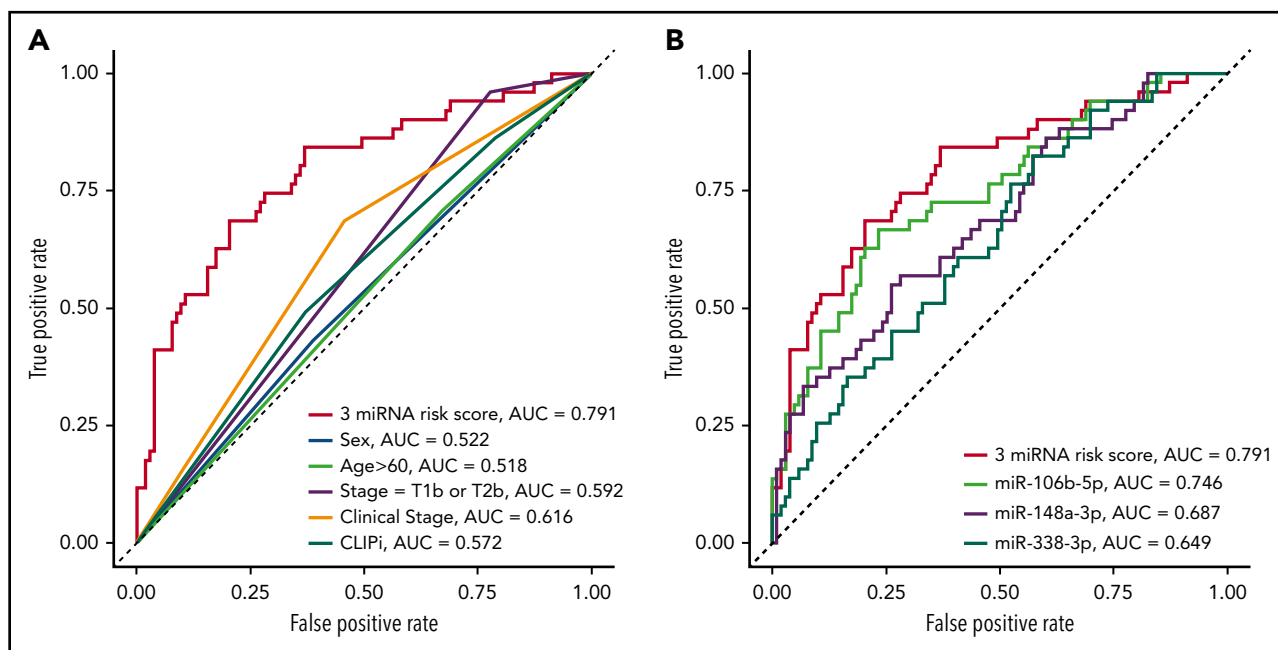 A
True positive rate
1.00
0.75
0.50
0.25
0.00
3 miRNA risk score, AUC = 0.791
Sex, AUC = 0.522
Age>60, AUC = 0.518
Stage = T1b or T2b, AUC = 0.592
Clinical Stage, AUC = 0.616
CLIPi, AUC = 0.572
0.00 0.25 0.50 0.75 1.00
False positive rate
B
True positive rate
1.00
0.75
0.50
0.25
0.00
3 miRNA risk score, AUC = 0.791
miR-106b-5p, AUC = 0.746
miR-148a-3p, AUC = 0.687
miR-338-3p, AUC = 0.649
0.00 0.25 0.50 0.75 1.00
False positive rate